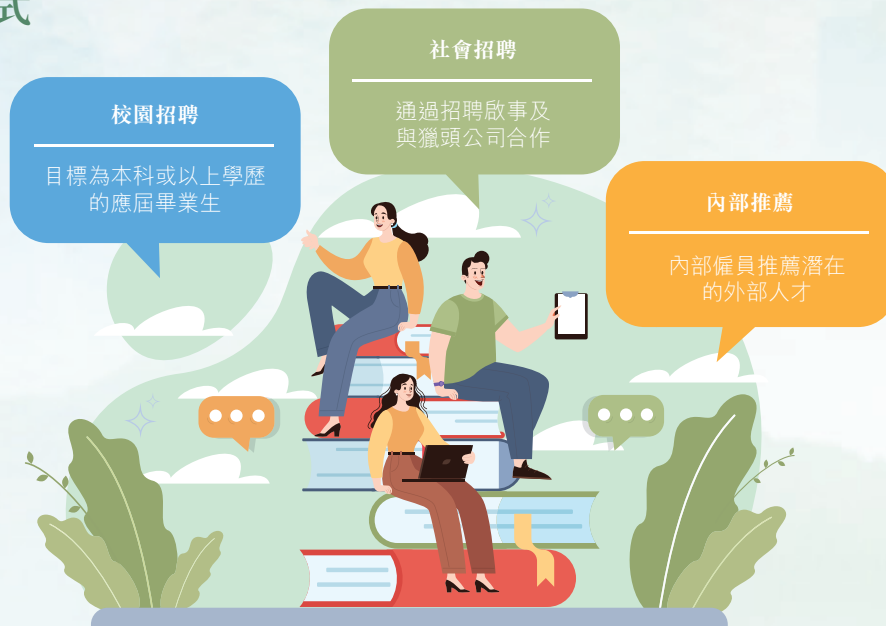 式
社會招聘
通過招聘啟事及
與獵頭公司合作
校園招聘
目標為本科或以上學歷
的應屆畢業生
內部推薦
內部僱員推薦潛在
的外部人才